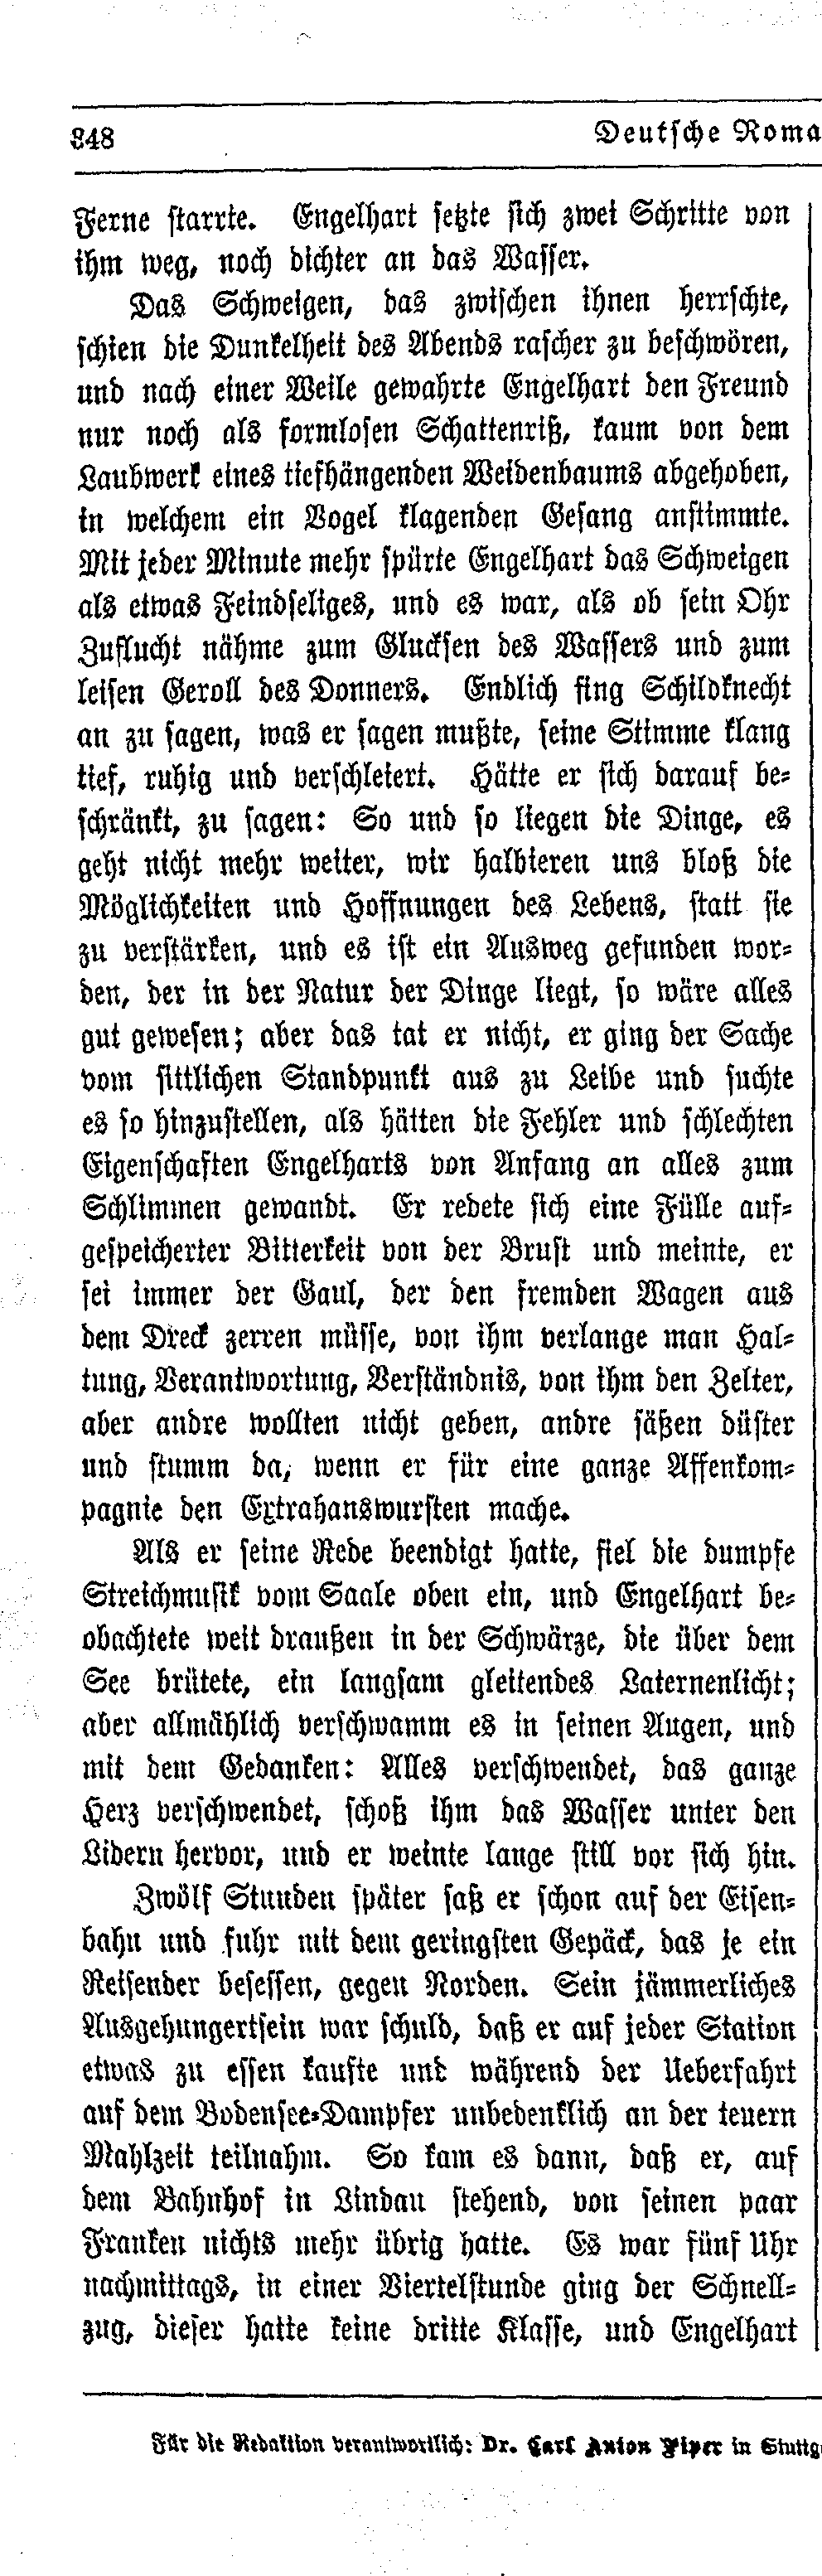 348
Deutsche Roma
Ferne starrte. Engelhart setzte sich zwei Schritte von
ihm weg, noch dichter an das Wasser.
Das Schweigen, das zwischen ihnen herrschte,
schien die Dunkelheit des Abends rascher zu beschwören,
und nach einer Weile gewahrte Engelhart den Freund
nur noch als formlosen Schattenriß, kaum von dem
Laubwerk eines tiefhängenden Weidenbaums abgehoben,
in welchem ein Vogel klagenden Gesang anstimmte.
Mit jeder Minute mehr spürte Engelhart das Schweigen
als etwas Feindseliges, und es war, als ob sein Ohr
Zuflucht nähme zum Glucksen des Wassers und zum
leisen Geroll des Donners. Endlich fing Schildknecht
an zu sagen, was er sagen mußte, seine Stimme klang
tief, ruhig und verschleiert. Hätte er sich darauf be-
schränkt, zu sagen: So und so liegen die Dinge, es
geht nicht mehr weiter, wir halbieren uns bloß die
Möglichkeiten und Hoffnungen des Lebens, statt sie
zu verstärken, und es ist ein Ausweg gefunden wor-
den, der in der Natur der Dinge liegt, so wäre alles
gut gewesen; aber das tat er nicht, er ging der Sache
vom sittlichen Standpunkt aus zu Leibe und suchte
es so hinzustellen, als hätten die Fehler und schlechten
Eigenschaften Engelharts von Anfang an alles zum
Schlimmen gewandt. Er redete sich eine Fülle auf-
gespeicherter Bitterkeit von der Brust und meinte, er
sei immer der Gaul, der den fremden Wagen aus
dem Dreck zerren müsse, von ihm verlange man Hal-
tung, Verantwortung, Verständnis, von ihm den Zelter,
aber andre wollten nicht geben, andre säßen düster
und stumm da, wenn er für eine ganze Affenkom-
pagnie den Extrahanswursten mache.
Als er seine Rede beendigt hatte, fiel die dumpfe
Streichmusik vom Saale oben ein, und Engelhart be-
obachtete weit draußen in der Schwärze, die über dem
See brütete, ein langsam gleitendes Laternenlicht;
aber allmählich verschwamm es in seinen Augen, und
mit dem Gedanken: Alles verschwendet, das ganze
Herz verschwendet, schoß ihm das Wasser unter den
Lidern hervor, und er weinte lange still vor sich hin.
Zwölf Stunden später saß er schon auf der Eisen-
bahn und fuhr mit dem geringsten Gepäck, das je ein
Reisender besessen, gegen Norden. Sein jämmerliches
Ausgehungertsein war schuld, daß er auf jeder Station
etwas zu essen kaufte und während der Ueberfahrt
auf dem Bodensee-Dampfer unbedenklich an der teuern
Mahlzeit teilnahm. So kam es dann, daß er, auf
dem Bahnhof in Lindau stehend, von seinen paar
Franken nichts mehr übrig hatte. Es war fünf Uhr
nachmittags, in einer Viertelstunde ging der Schnell-
zug, dieser hatte keine dritte Klasse, und Engelhart
Für die Redaktion verantwortlich: Dr. Carl Anton Piper in Stuttg